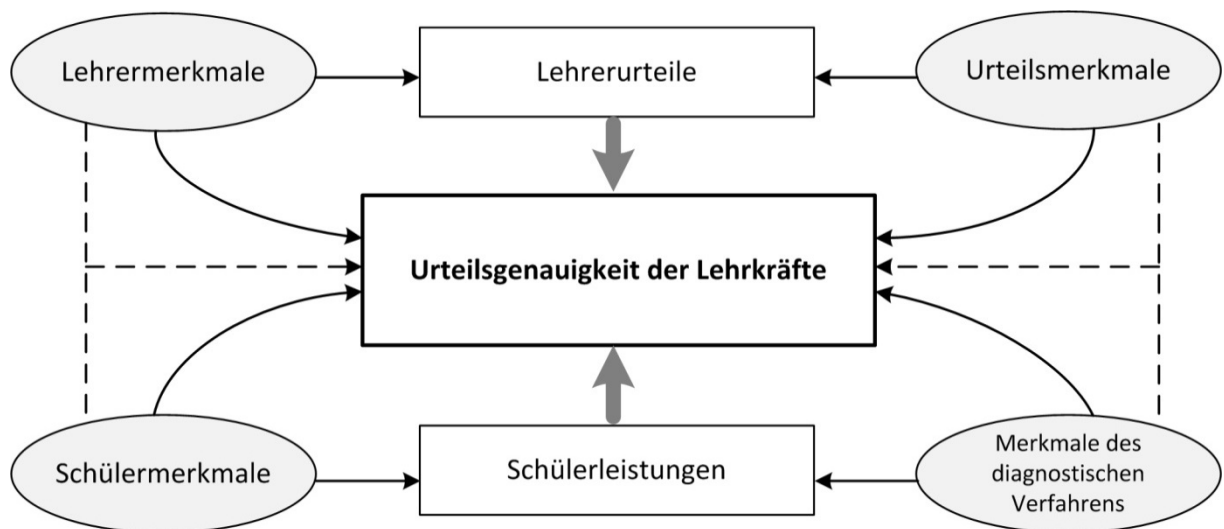 Lehrermerkmale
Lehrerurteile
Urteilsmerkmale
Urteilsgenauigkeit der Lehrkräfte
Schülermerkmale
Schülerleistungen
Merkmale des
diagnostischen
Verfahrens